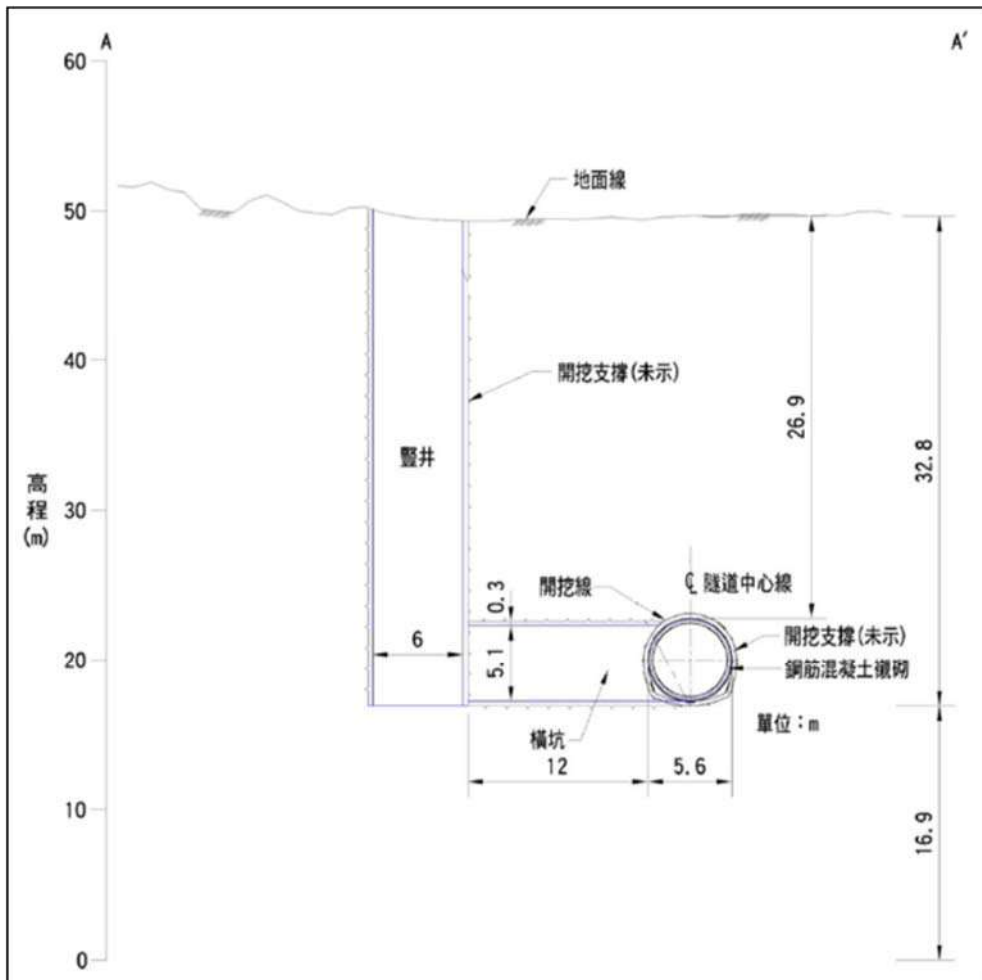 A
A′
60
50
40
30
20
10
0
高程
(m)
地面線
開挖支撐(未示)
豎井
26.9
32.8
開挖線
℄ 隧道中心線
0.3
開挖支撐(未示)
鋼筋混凝土襯砌
6
5.1
橫坑
單位：m
12
5.6
16.9